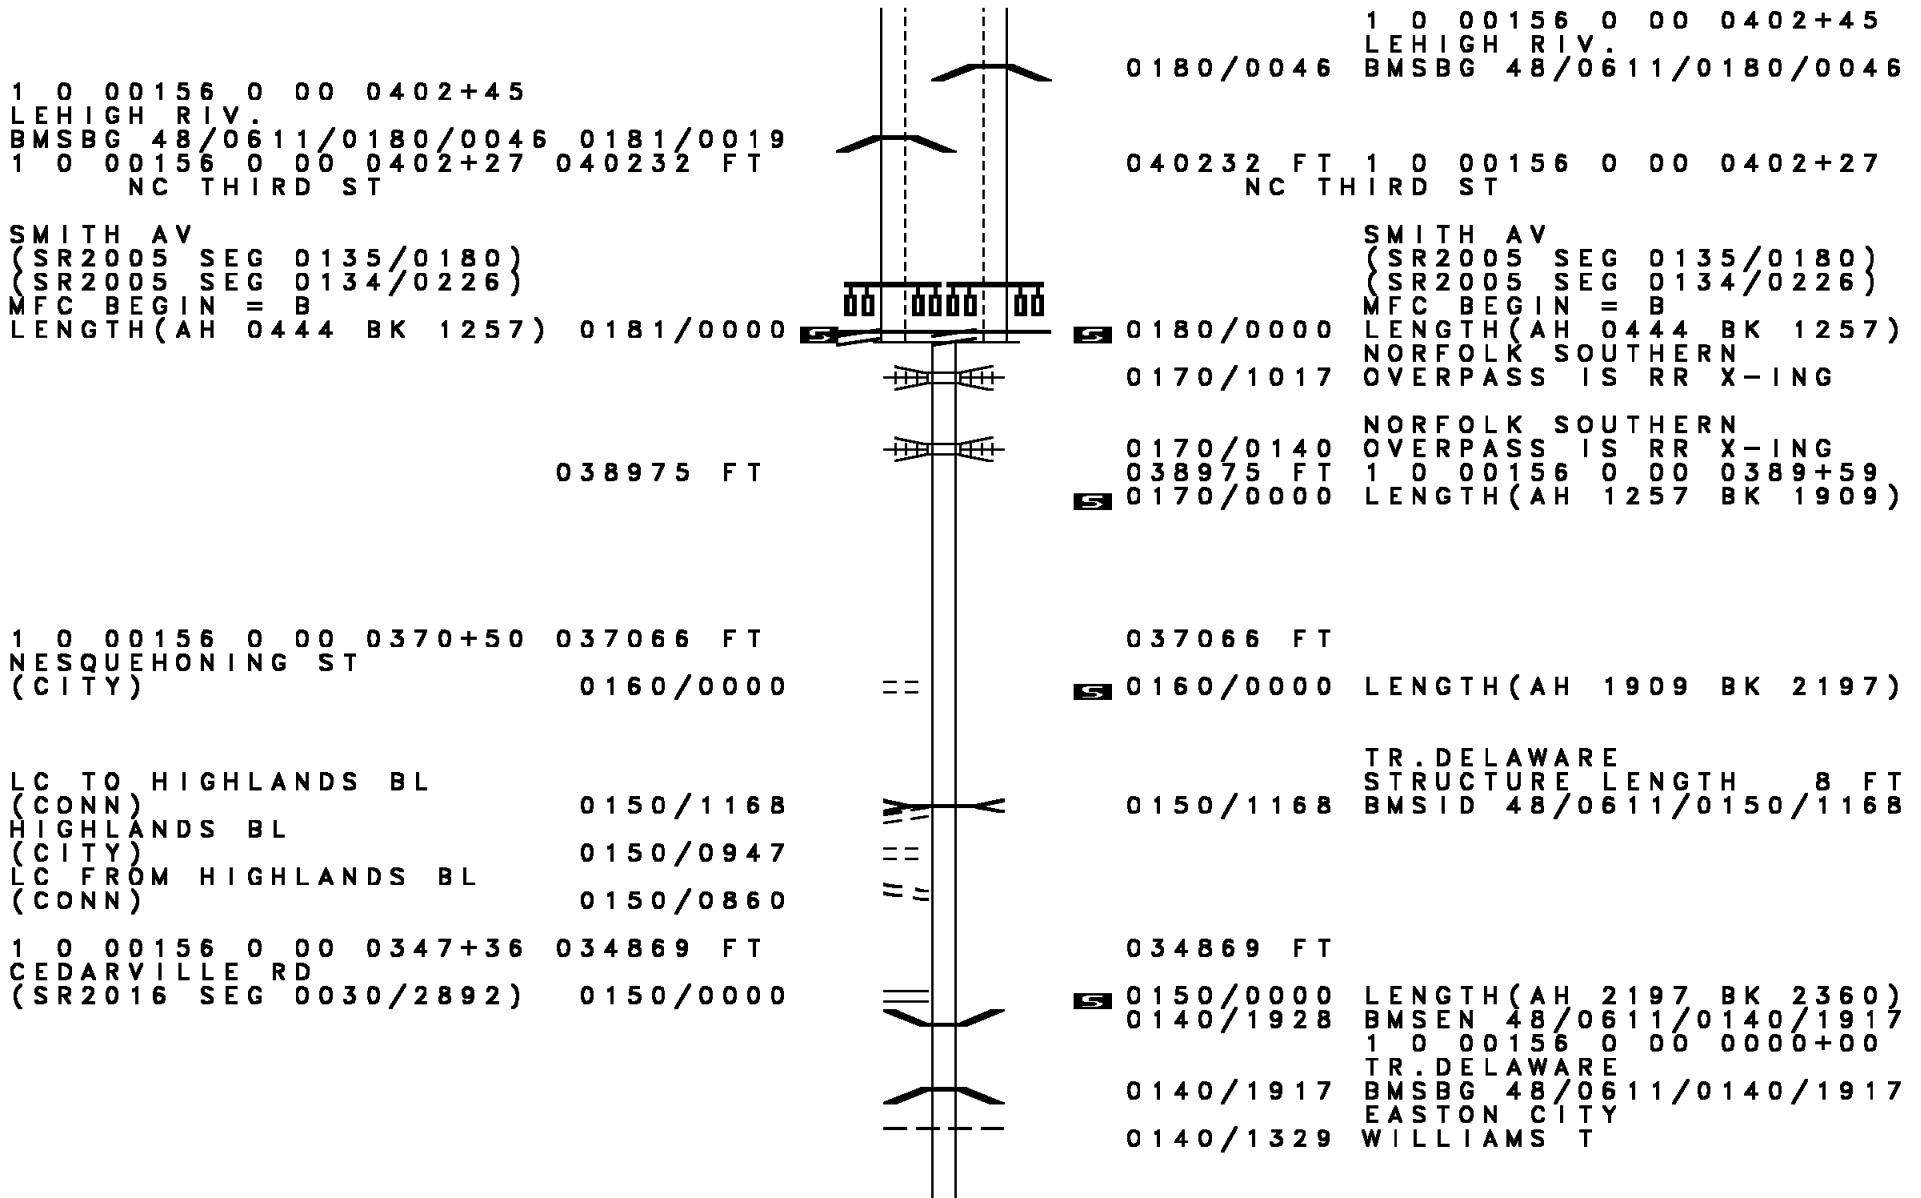 1 0 00156 0 00 0402+45
LEHIGH RIV.
0180/0046 BMSBG 48/0611/0180/0046
1 0 00156 0 00 0402+45
LEHIGH RIV.
BMSBG 48/0611/0180/0046 0181/0019
1 0 00156 0 00 0402+27 040232 FT
040232 FT 1 0 00156 0 00 0402+27
NC THIRD ST
NC THIRD ST
SMITH AV
(SR2005 SEG 0135/0180)
(SR2005 SEG 0134/0226)
MFC BEGIN = B
LENGTH(AH 0444 BK 1257) 0181/0000 S
SMITH AV
(SR2005 SEG 0135/0180)
(SR2005 SEG 0134/0226)
MFC BEGIN = B
S 0180/0000 LENGTH(AH 0444 BK 1257)
NORFOLK SOUTHERN
0170/1017 OVERPASS IS RR X-ING
NORFOLK SOUTHERN
0170/0140 OVERPASS IS RR X-ING
038975 FT
038975 FT 1 0 00156 0 00 0389+59
S 0170/0000 LENGTH(AH 1257 BK 1909)
1 0 00156 0 00 0370+50 037066 FT
037066 FT
NESQUEHONING ST
(CITY) 0160/0000
S 0160/0000 LENGTH(AH 1909 BK 2197)
TR.DELAWARE
STRUCTURE LENGTH 8 FT
0150/1168 BMSID 48/0611/0150/1168
LC TO HIGHLANDS BL
(CONN) 0150/1168
HIGHLANDS BL
(CITY) 0150/0947
LC FROM HIGHLANDS BL
(CONN) 0150/0860
1 0 00156 0 00 0347+36 034869 FT
034869 FT
CEDARVILLE RD
(SR2016 SEG 0030/2892) 0150/0000
S 0150/0000 LENGTH(AH 2197 BK 2360)
0140/1928 BMSEN 48/0611/0140/1917
1 0 00156 0 00 0000+00
TR.DELAWARE
0140/1917 BMSBG 48/0611/0140/1917
EASTON CITY
0140/1329 WILLIAMS T